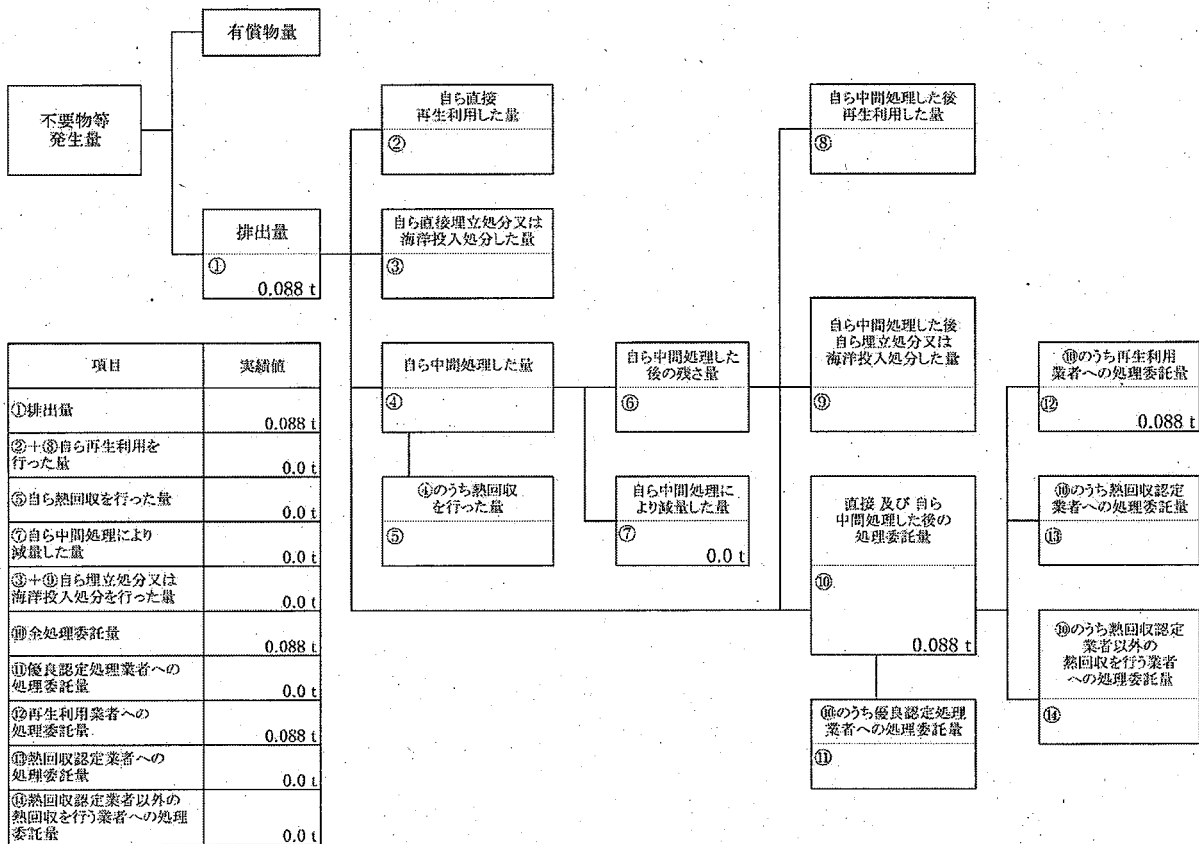 有償物量
不要物等
発生量
排出量
①
0.088 t
自ら直接
再生利用した量
②
自ら直接埋立処分又は
海洋投入処分した量
③
自ら中間処理した量
④
④のうち熱回収
を行った量
⑤
自ら中間処理した
後の残さ量
⑥
自ら中間処理に
より減量した量
⑦
0.0 t
自ら中間処理した後
再生利用した量
⑧
自ら中間処理した後
自ら埋立処分又は
海洋投入処分した量
⑨
直接 及び 自ら
中間処理した後の
処理委託量
⑩
0.088 t
⑩のうち優良認定処理
業者への処理委託量
⑪
⑩のうち再生利用
業者への処理委託量
⑫
0.088 t
⑩のうち熱回収認定
業者への処理委託量
⑬
⑩のうち熱回収認定
業者以外の
熱回収を行う業者
への処理委託量
⑭
項目 実績値
①排出量
0.088 t
②+⑧自ら再生利用を
行った量
0.0 t
⑤自ら熱回収を行った量
0.0 t
⑦自ら中間処理により
減量した量
0.0 t
③+⑨自ら埋立処分又は
海洋投入処分を行った量
0.0 t
⑩全処理委託量
0.088 t
⑪優良認定処理業者への
処理委託量
0.0 t
⑫再生利用業者への
処理委託量
0.088 t
⑬熱回収認定業者への
処理委託量
0.0 t
⑭熱回収認定業者以外の
熱回収を行う業者への処理
委託量
0.0 t